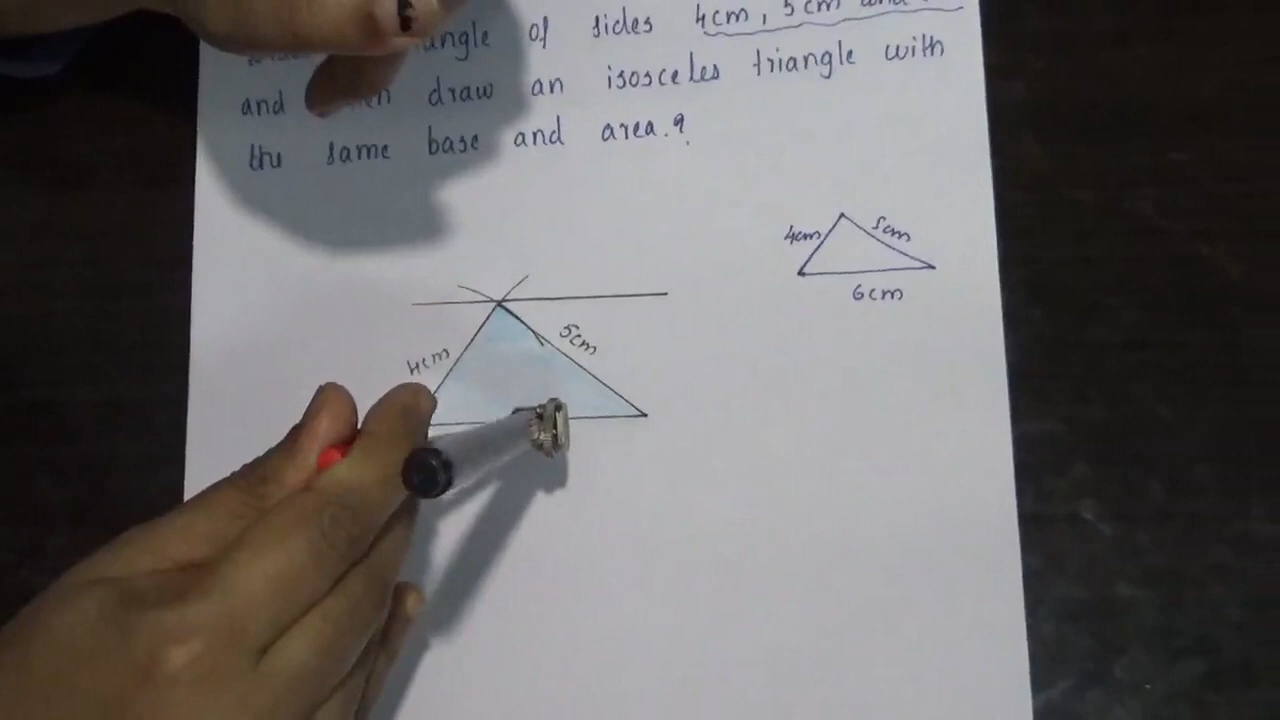 of sides 4cm, 5cm and
and draw an isosceles triangle with
the same base and area.?
4cm
5cm
6cm
4cm
5cm